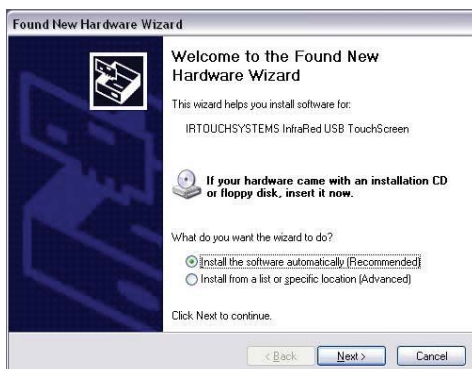 Found New Hardware Wizard
Welcome to the Found New
Hardware Wizard
This wizard helps you install software for:
IRTOUCHSYSTEMS InfraRed USB TouchScreen
If your hardware came with an installation CD
or floppy disk, insert it now.
What do you want the wizard to do?
Install the software automatically (Recommended)
Install from a list or specific location (Advanced)
Click Next to continue.
< Back
Next >
Cancel